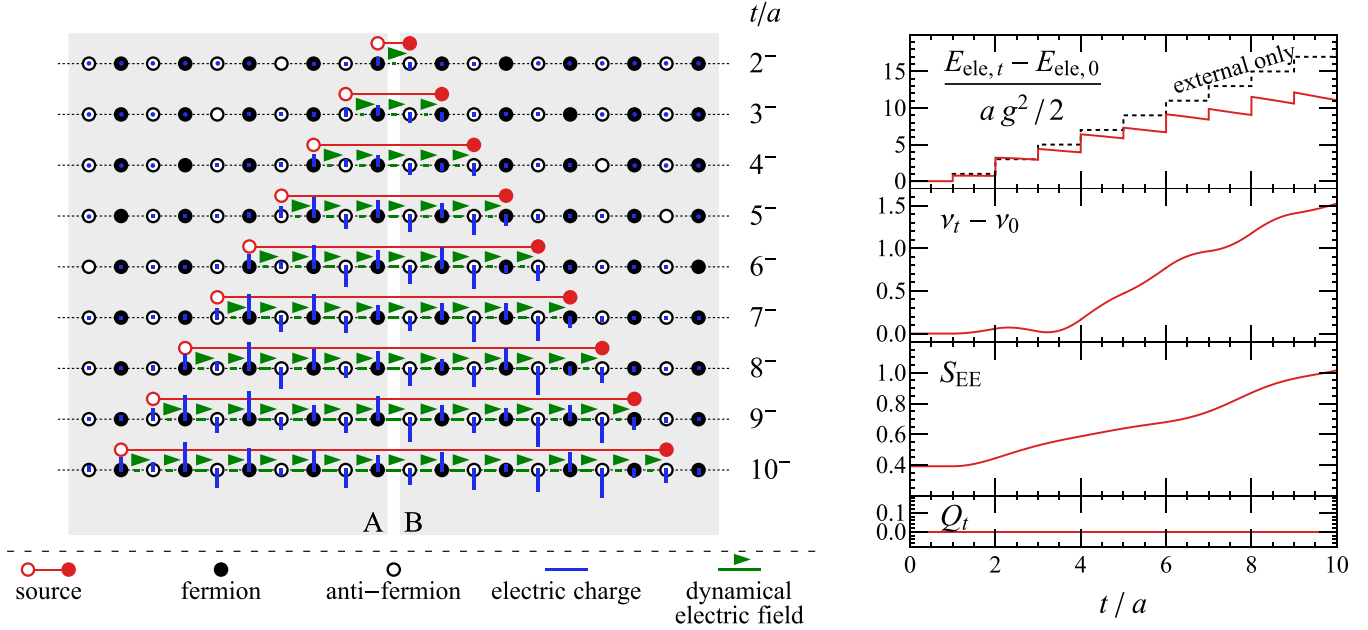 t/a
2⁻
3⁻
4⁻
5⁻
6⁻
7⁻
8⁻
9⁻
10⁻
A B
source
fermion
anti−fermion
electric charge
dynamical
electric field
E_ele, t − E_ele, 0
a g² / 2
external only
15
10
5
0
ν_t − ν_0
1.5
1.0
0.5
0.0
S_EE
1.0
0.8
0.6
0.4
Q_t
0.1
0.0
0 2 4 6 8 10
t / a